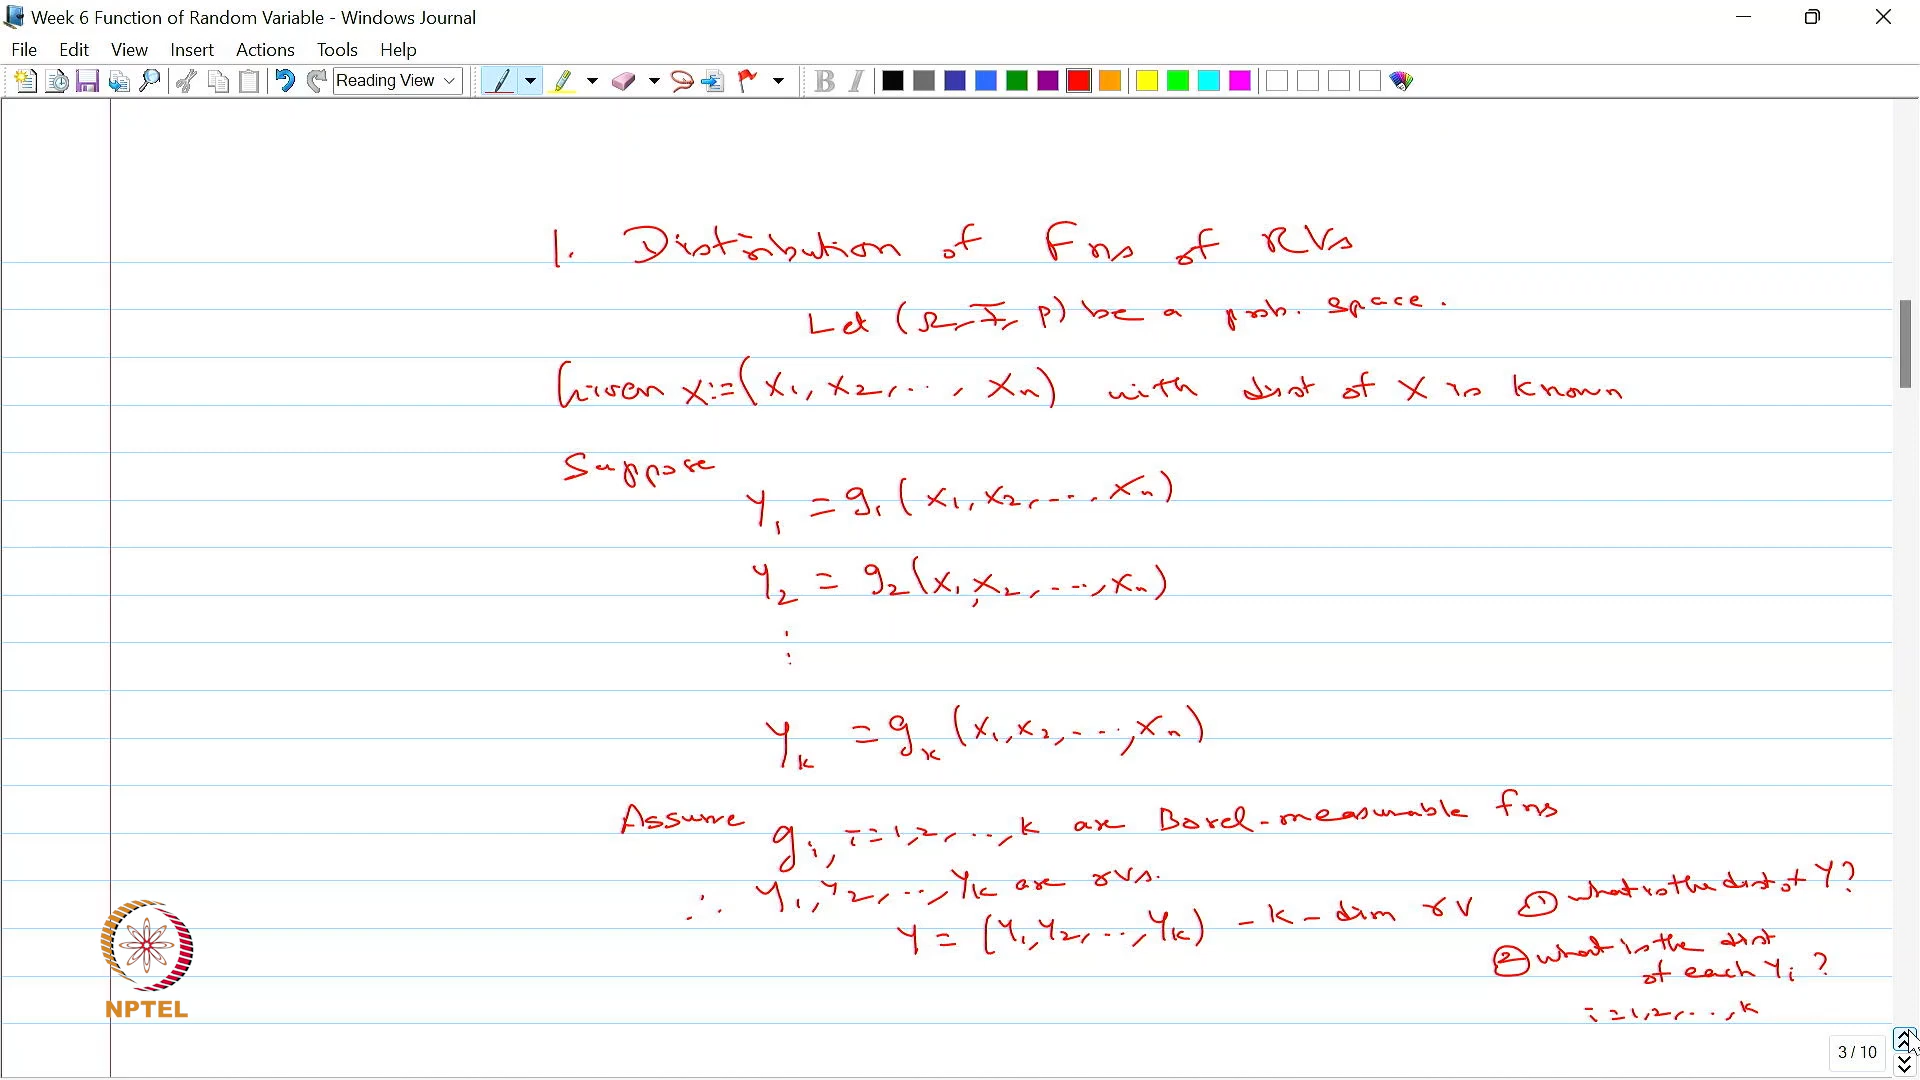 Week 6 Function of Random Variable - Windows Journal
File Edit View Insert Actions Tools Help
Reading View
1. Distribution of Fns of RVs
Let (Ω, F, P) be a prob. space.
Given X:=(X1, X2, ..., Xn) with dist of X is known
Suppose
Y1 = g1(X1, X2, ..., Xn)
Y2 = g2(X1, X2, ..., Xn)
:
Yk = gk(X1, X2, ..., Xn)
Assume gi, i=1,2,...,k are Borel-measurable fns
∴ Y1, Y2, ..., Yk are rvs.
Y = (Y1, Y2, ..., Yk) - k-dim rv
① what is the dist of Y?
② what is the dist
of each Yi ?
i=1,2,...,k
NPTEL
3 / 10